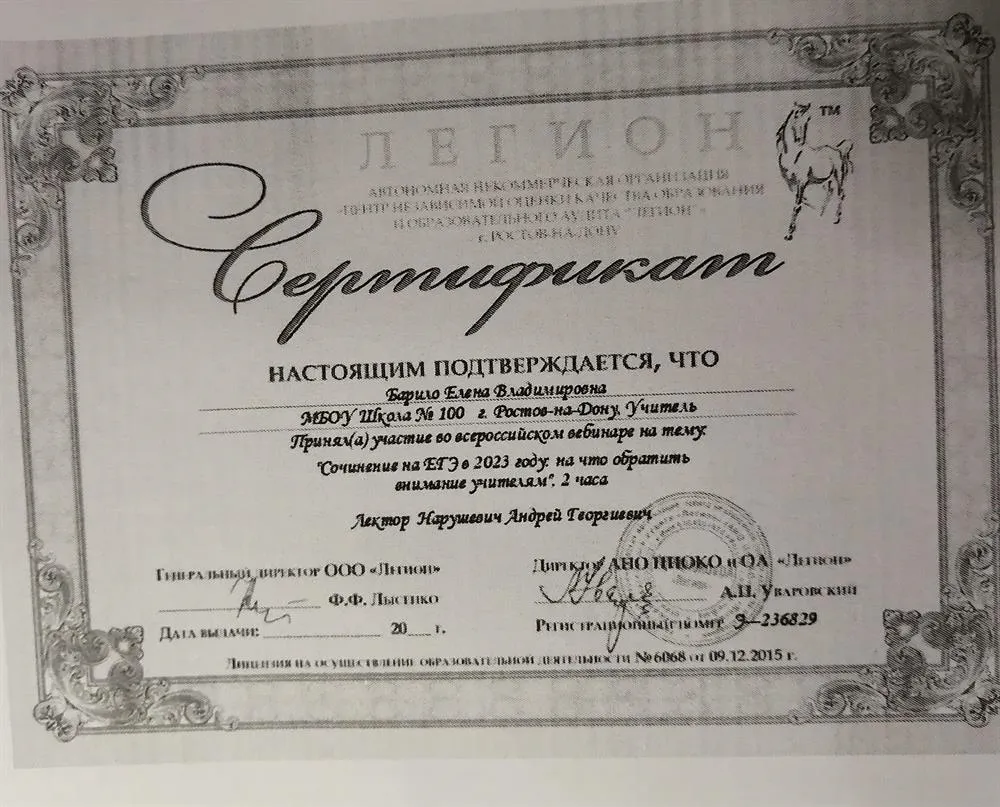 ЛЕГИОН
TM
АВТОНОМНАЯ НЕКОММЕРЧЕСКАЯ ОРГАНИЗАЦИЯ
«ЦЕНТР НЕЗАВИСИМОЙ ОЦЕНКИ КАЧЕСТВА ОБРАЗОВАНИЯ
И ОБРАЗОВАТЕЛЬНОГО АУДИТА "ЛЕГИОН"»
г. РОСТОВ-НА-ДОНУ
Сертификат
НАСТОЯЩИМ ПОДТВЕРЖДАЕТСЯ, ЧТО
Барило Елена Владимировна
МБОУ Школа № 100 г. Ростов-на-Дону, Учитель
Принял(а) участие во всероссийском вебинаре на тему:
"Сочинение на ЕГЭ в 2023 году: на что обратить
внимание учителям". 2 часа
Лектор Нарушевич Андрей Георгиевич
Генеральный директор ООО «Легион»
Ф.Ф. Лысенко
Дата выдачи: 20 г.
Директор АНО ЦНОКО и ОА «Легион»
А.П. Уваровский
Регистрационный номер Э—236829
Лицензия на осуществление образовательной деятельности №6068 от 09.12.2015 г.